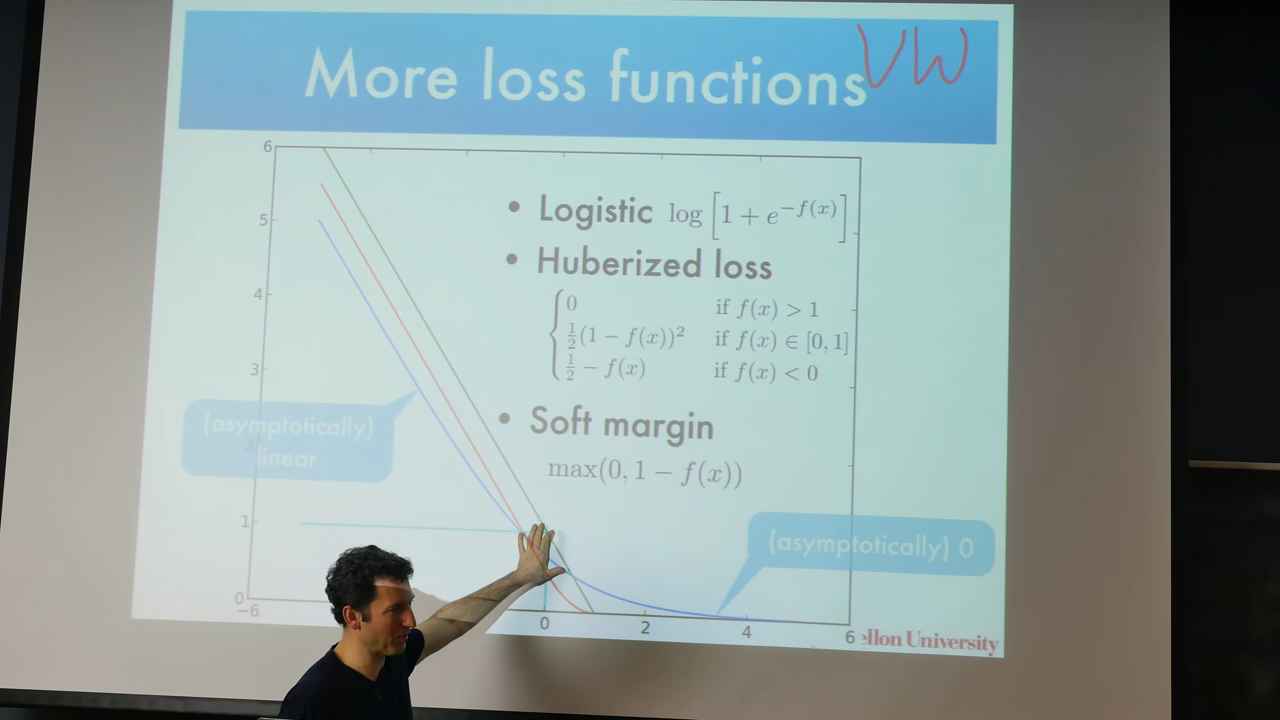 More loss functions VW
6
5
4
3
2
1
0
-6
0
2
4
6
(asymptotically)
linear
• Logistic log[1 + e^{-f(x)}]
• Huberized loss
0 if f(x) > 1
½(1 − f(x))² if f(x) ∈ [0, 1]
½ − f(x) if f(x) < 0
• Soft margin
max(0, 1 − f(x))
(asymptotically) 0
llon University